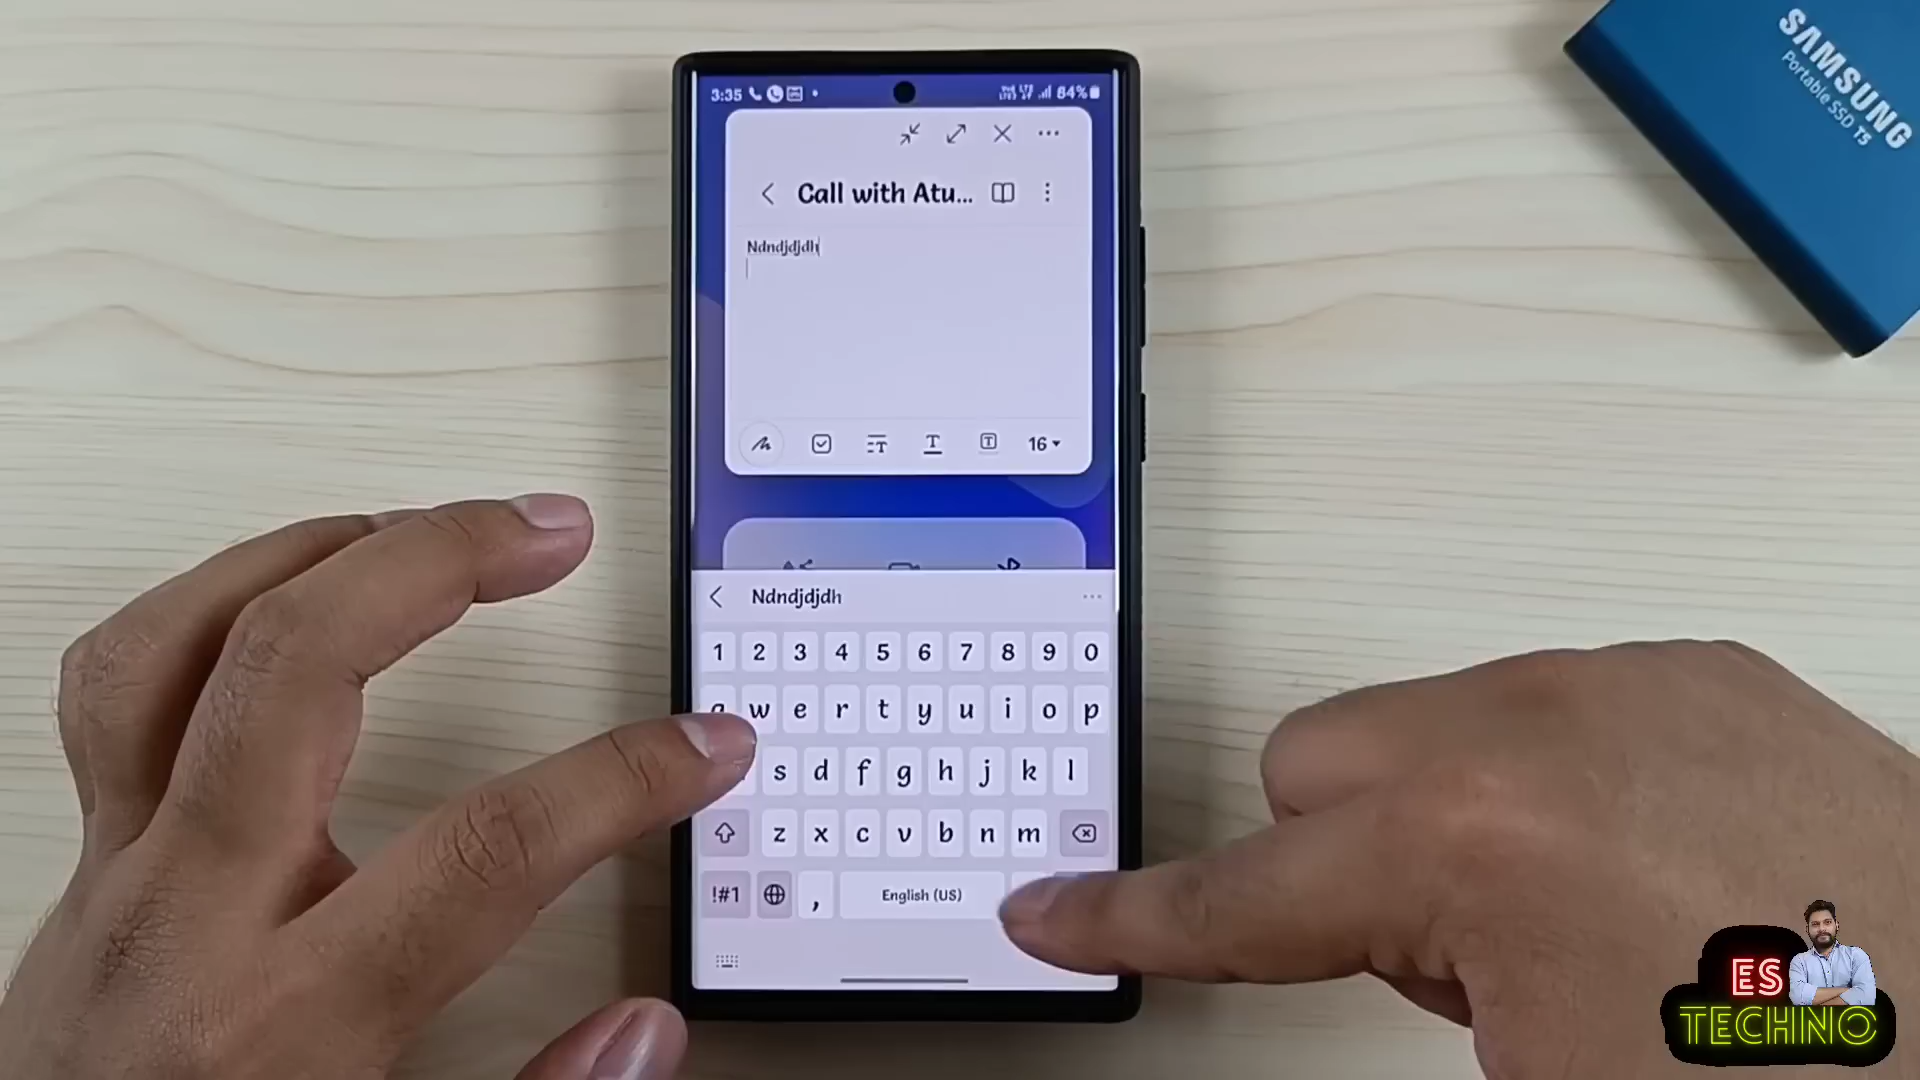 3:35
84%
Call with Atu...
Ndndjdjdh
16
Ndndjdjdh
1 2 3 4 5 6 7 8 9 0
q w e r t y u i o p
s d f g h j k l
z x c v b n m
!#1 , English (US)
SAMSUNG
Portable SSD T5
ES
TECHNO